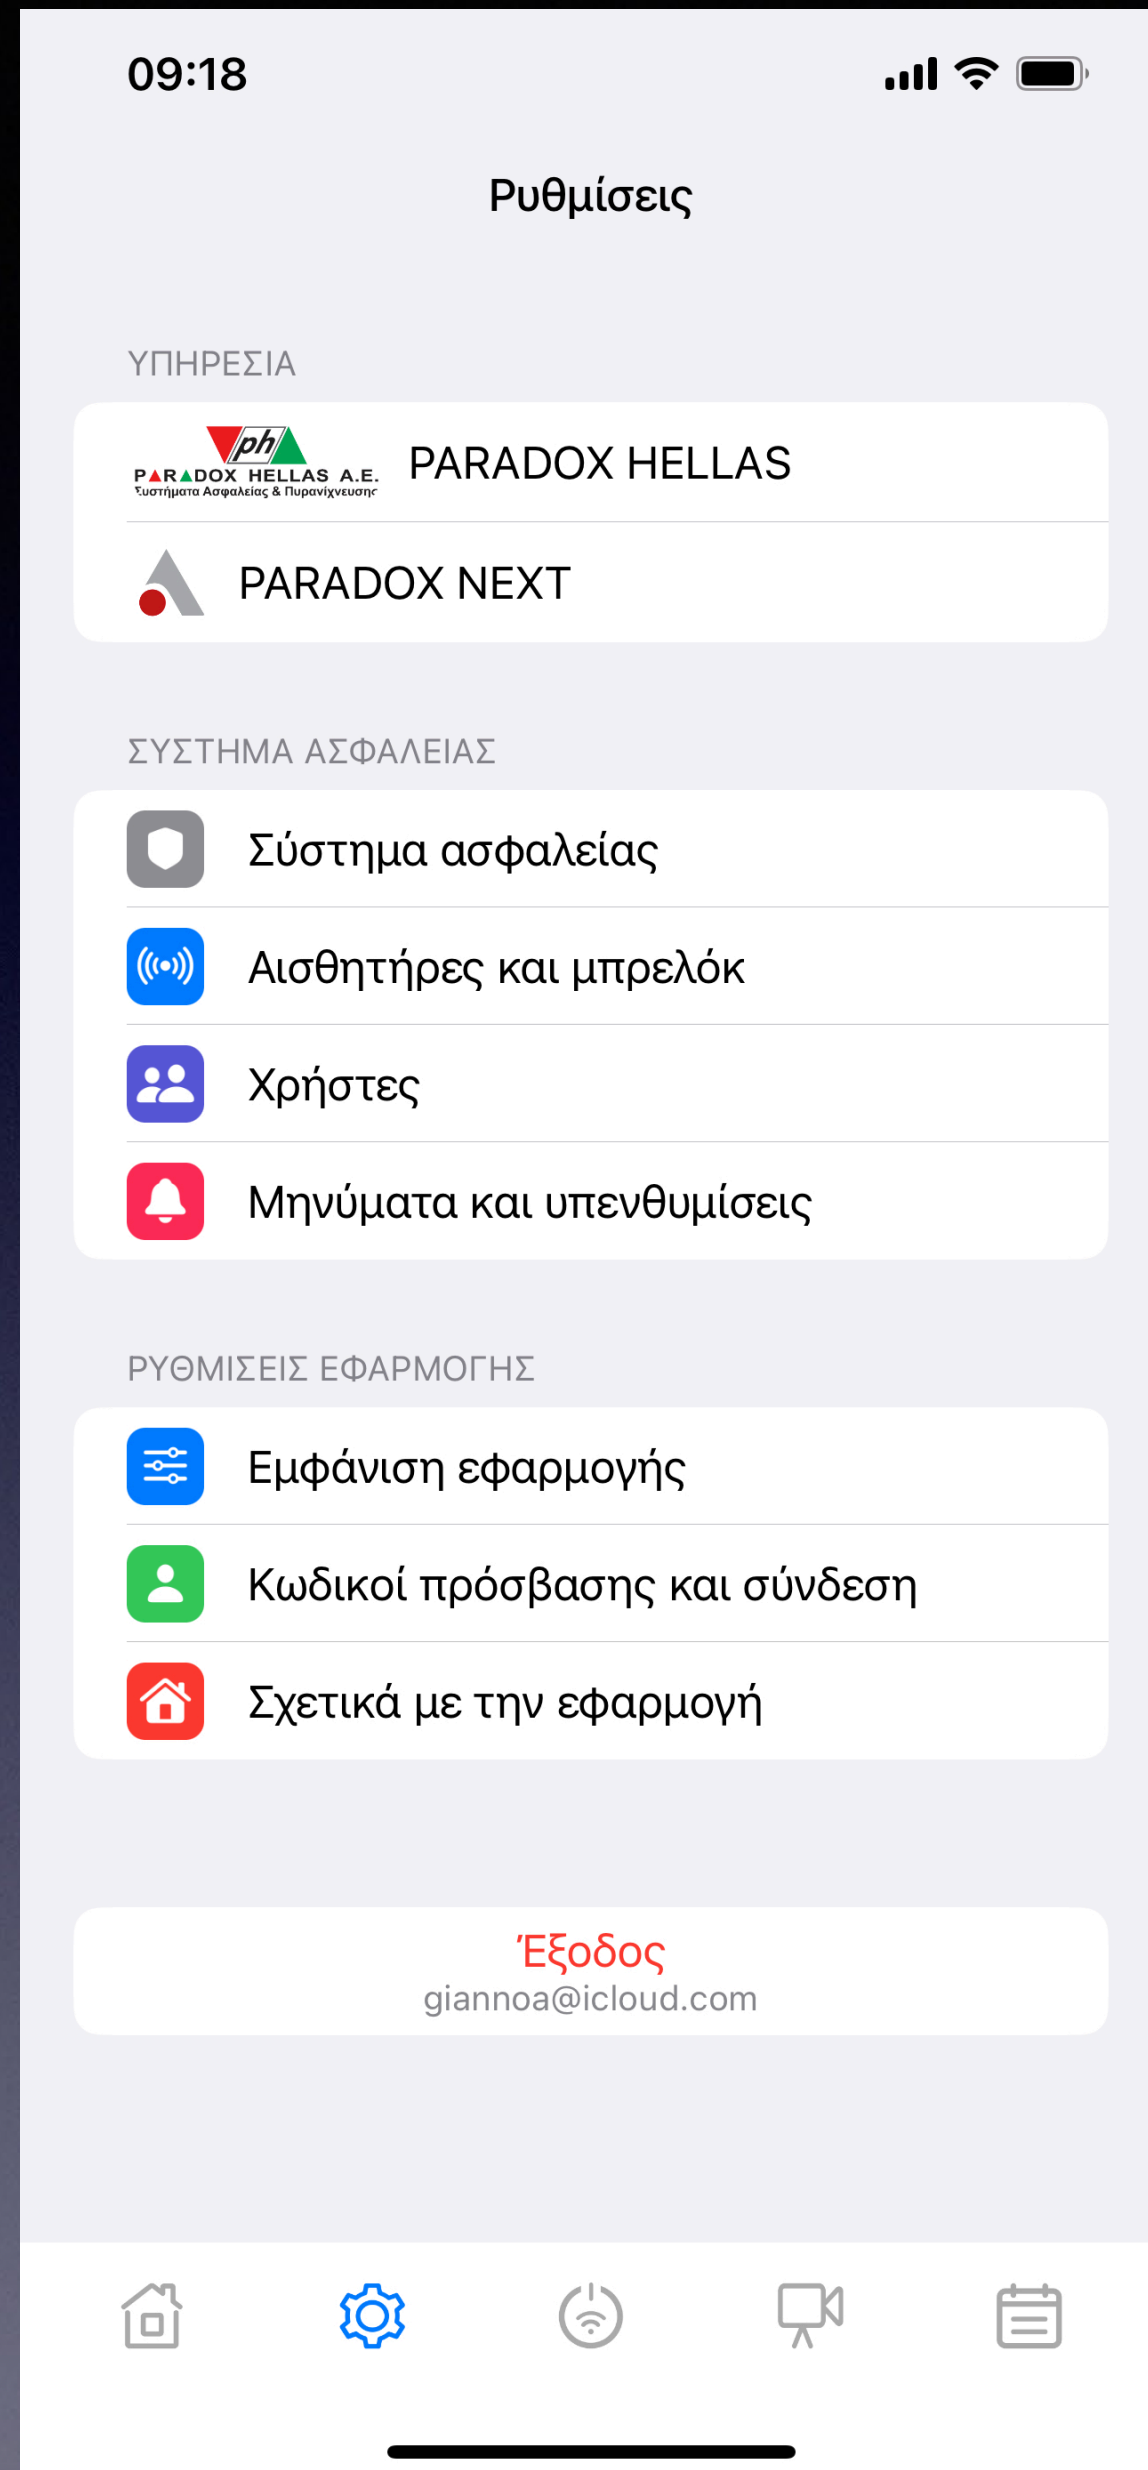 09:18
Ρυθμίσεις
ΥΠΗΡΕΣΙΑ
ph
PARADOX HELLAS A.E.
Συστήματα Ασφαλείας & Πυρανίχνευσης
PARADOX HELLAS
PARADOX NEXT
ΣΥΣΤΗΜΑ ΑΣΦΑΛΕΙΑΣ
Σύστημα ασφαλείας
Αισθητήρες και μπρελόκ
Χρήστες
Μηνύματα και υπενθυμίσεις
ΡΥΘΜΙΣΕΙΣ ΕΦΑΡΜΟΓΗΣ
Εμφάνιση εφαρμογής
Κωδικοί πρόσβασης και σύνδεση
Σχετικά με την εφαρμογή
Έξοδος
giannoa@icloud.com